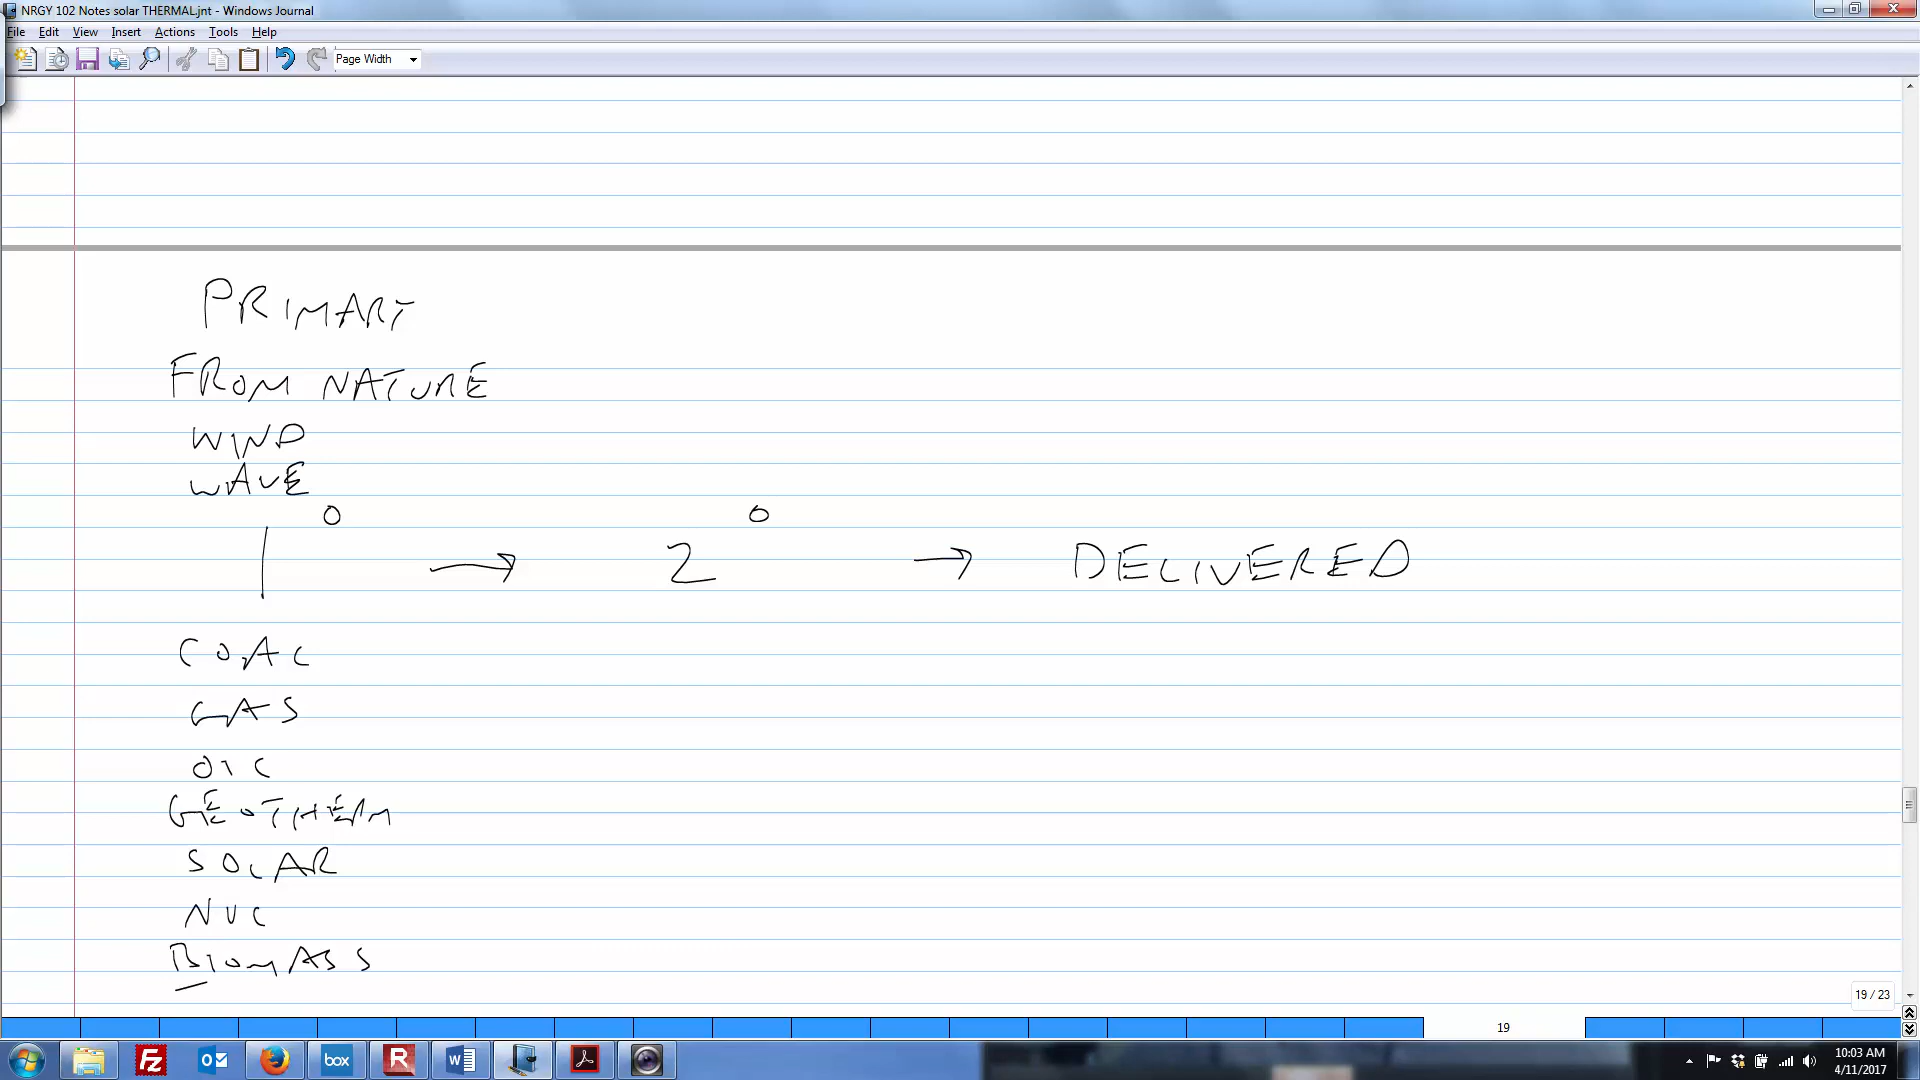 NRGY 102 Notes solar THERMAL.jnt - Windows Journal
File Edit View Insert Actions Tools Help
Page Width
PRIMARY
FROM NATURE
WIND
WAVE
1° → 2° → DELIVERED
COAL
GAS
OIL
GEOTHERM
SOLAR
NUC
BIOMASS
19 / 23
19
Fz O box R W
10:03 AM
4/11/2017